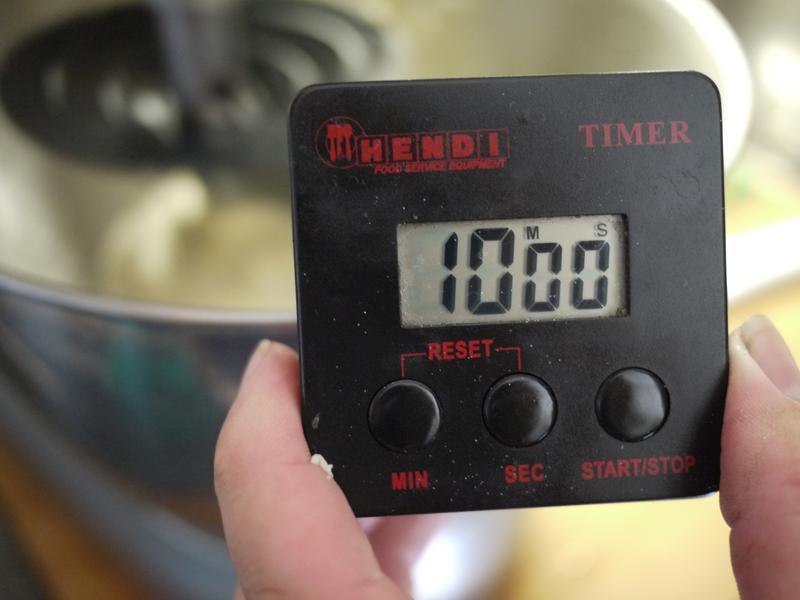 HENDI
FOOD SERVICE EQUIPMENT
TIMER
M S
1000
RESET
MIN SEC START/STOP